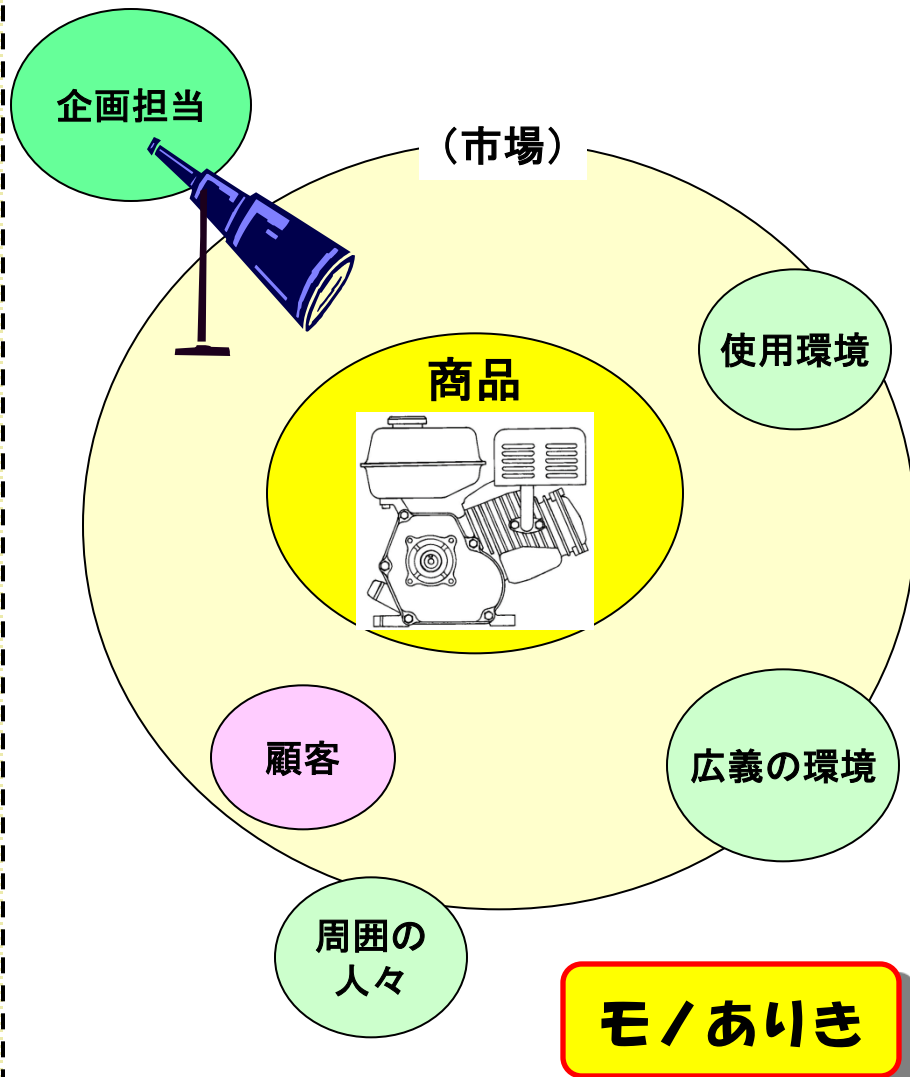 企画担当
（市場）
使用環境
商品
顧客
広義の環境
周囲の
人々
モノありき